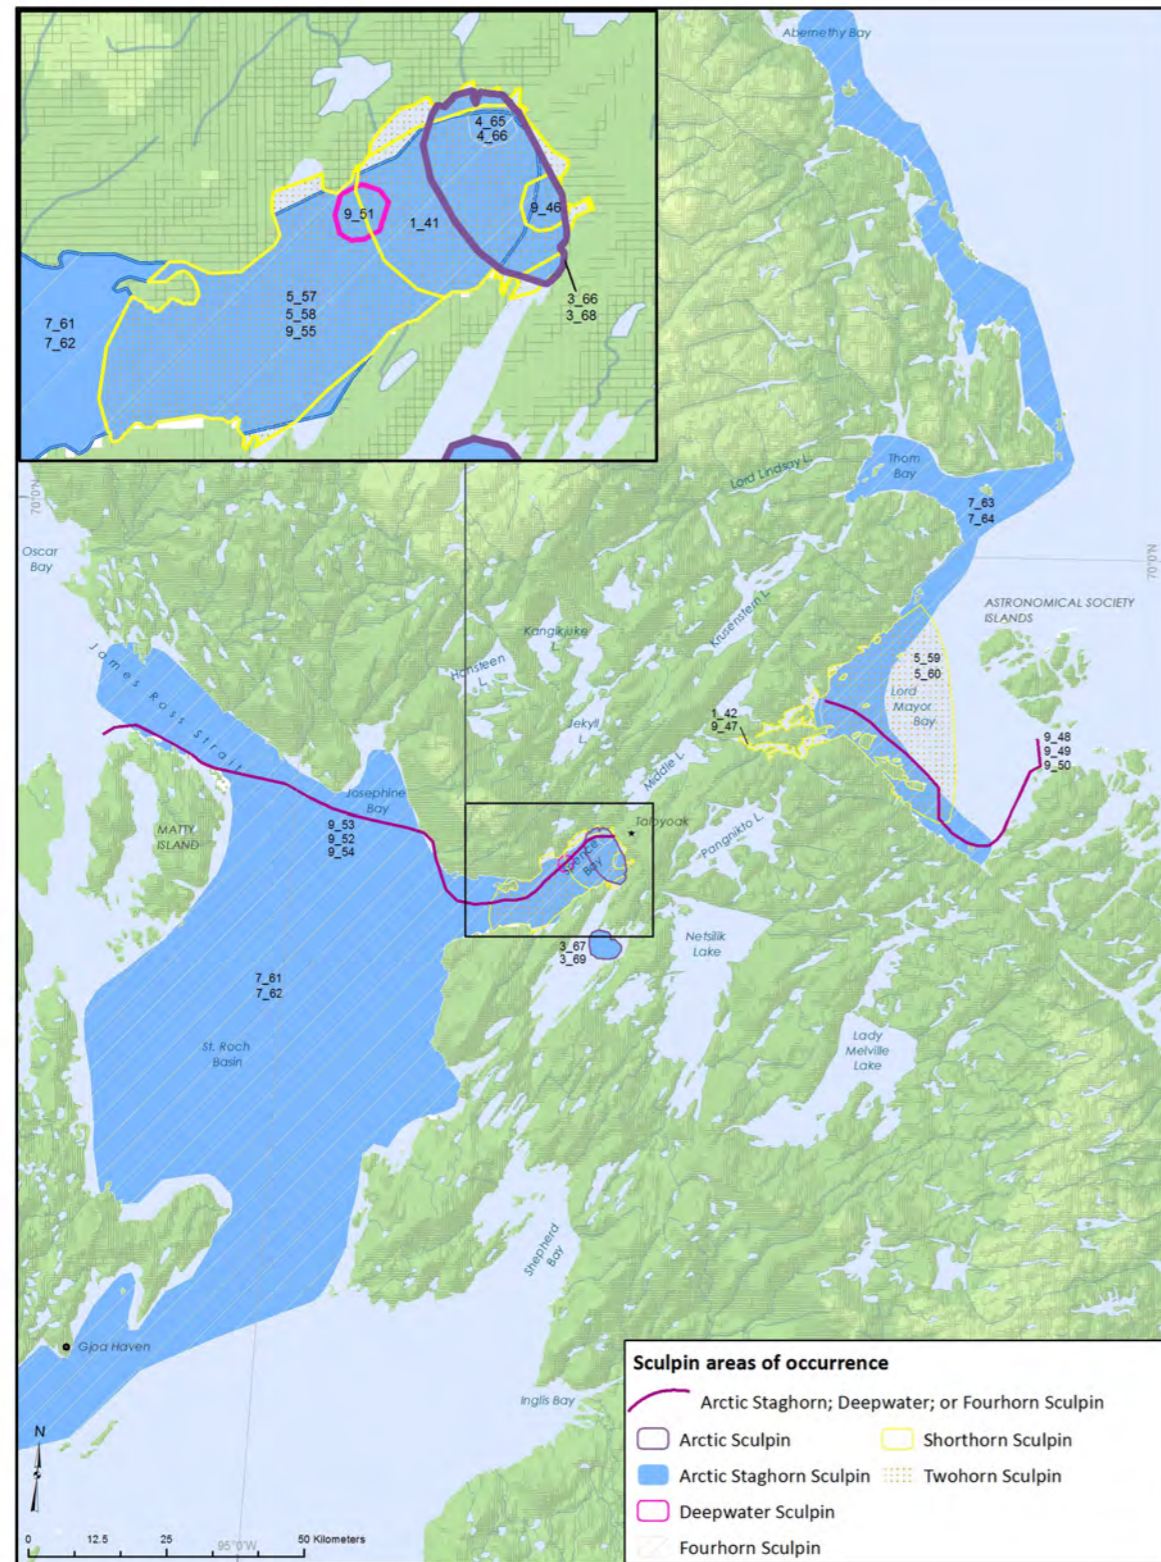 Abernethy Bay
4_65
4_66
9_51
9_46
1_41
3_66
3_68
5_57
5_58
9_55
7_61
7_62
70°0'N
Lord Lindsay L.
Thom
Bay
7_63
7_64
Oscar
Bay
70°0'N
ASTRONOMICAL SOCIETY
ISLANDS
Krusenstern L.
Kangikjuke
L.
Hansteen
L.
James Ross Strait
5_59
5_60
Lord
Mayor
Bay
1_42
9_47
Jekyll
L.
Middle L.
9_48
9_49
9_50
Josephine
Bay
MATTY
ISLAND
9_53
9_52
9_54
Taloyoak
Spence
Bay
Pangnikto L.
3_67
3_69
Netsilik
Lake
7_61
7_62
St. Roch
Basin
Lady
Melville
Lake
Shepherd
Bay
Gjoa Haven
Inglis Bay
N
0 12.5 25 50 Kilometers
95°0'W
Sculpin areas of occurrence
Arctic Staghorn; Deepwater; or Fourhorn Sculpin
Arctic Sculpin
Shorthorn Sculpin
Arctic Staghorn Sculpin
Twohorn Sculpin
Deepwater Sculpin
Fourhorn Sculpin